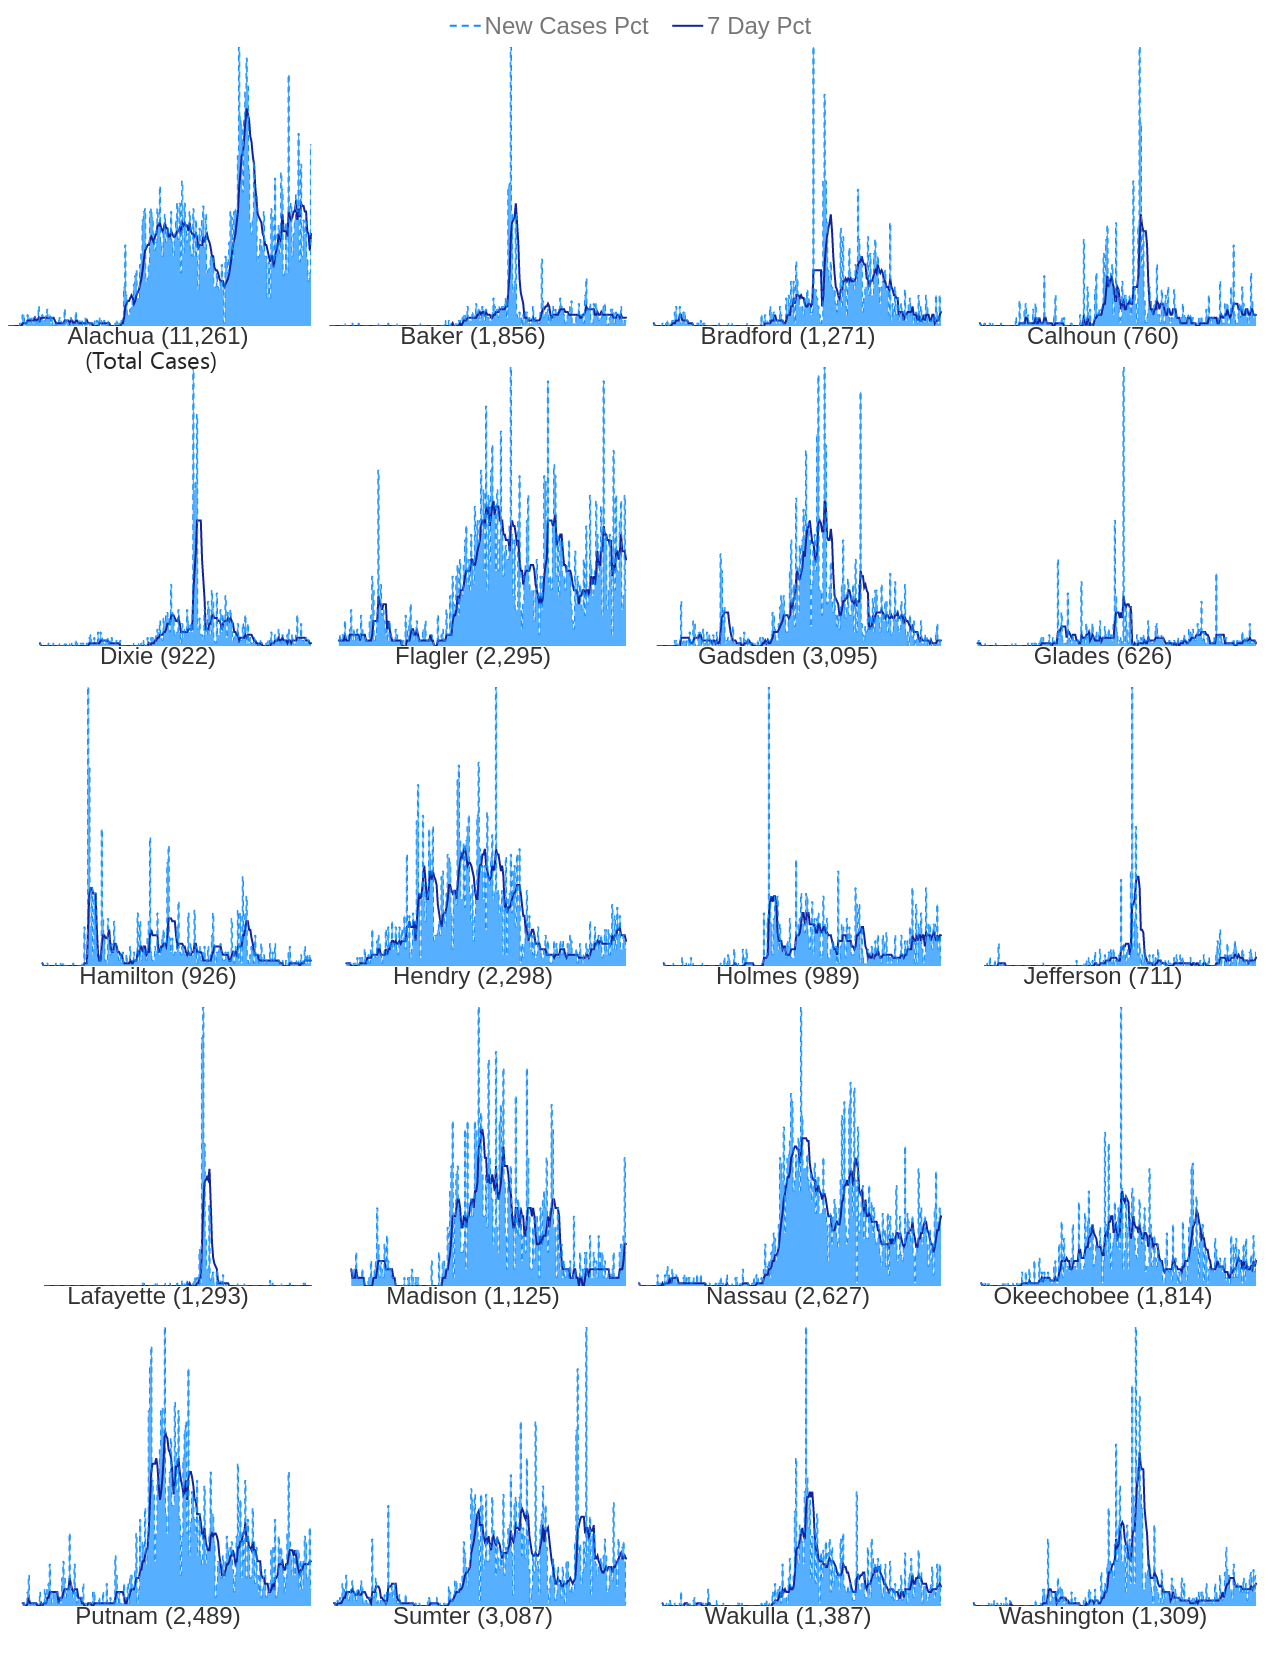 New Cases Pct 7 Day Pct
Alachua (11,261) Baker (1,856) Bradford (1,271) Calhoun (760)
(Total Cases)
Dixie (922) Flagler (2,295) Gadsden (3,095) Glades (626)
Hamilton (926) Hendry (2,298) Holmes (989) Jefferson (711)
Lafayette (1,293) Madison (1,125) Nassau (2,627) Okeechobee (1,814)
Putnam (2,489) Sumter (3,087) Wakulla (1,387) Washington (1,309)